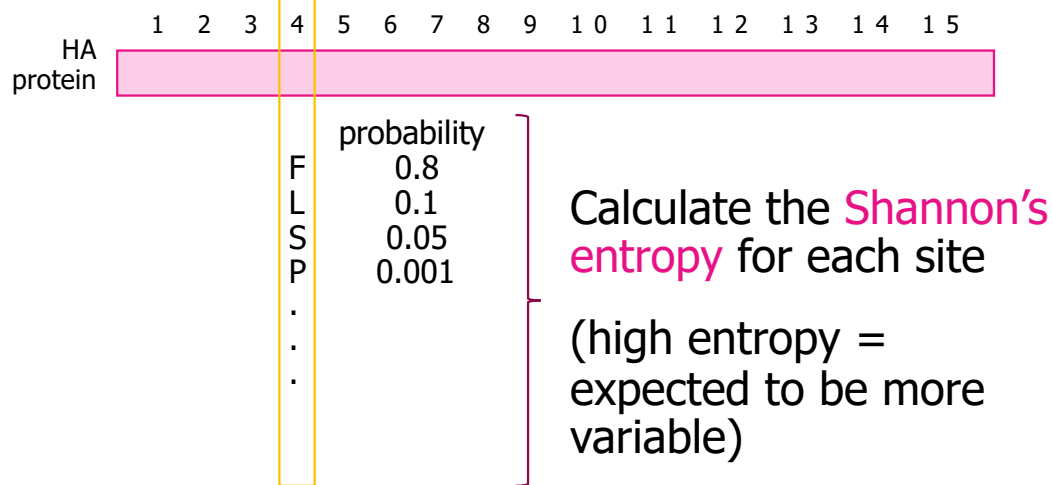 1 2 3 4 5 6 7 8 9 10 11 12 13 14 15
HA
protein
probability
F 0.8
L 0.1
S 0.05
P 0.001
.
.
.
Calculate the Shannon’s
entropy for each site
(high entropy =
expected to be more
variable)